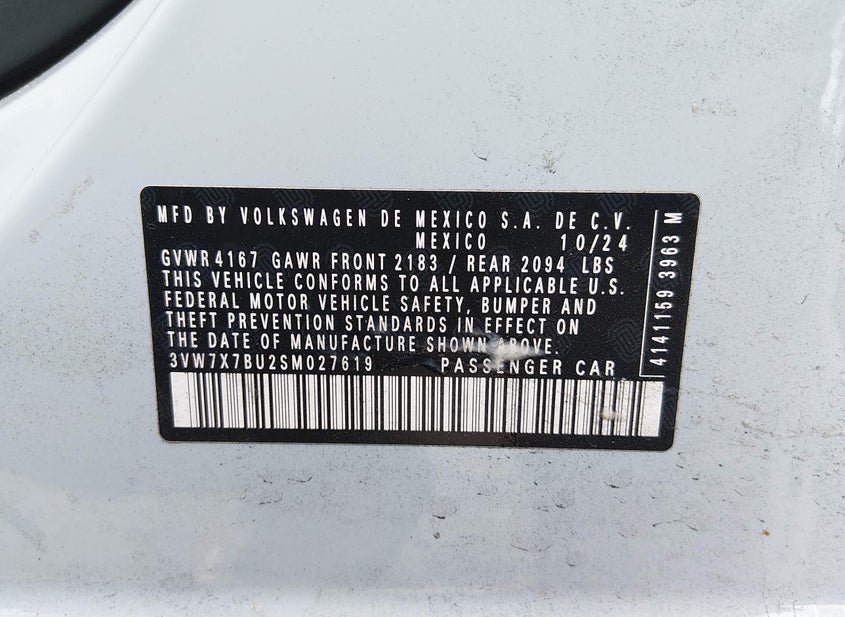 MFD BY VOLKSWAGEN DE MEXICO S.A. DE C.V.
MEXICO 10/24
GVWR 4167 GAWR FRONT 2183 / REAR 2094 LBS
THIS VEHICLE CONFORMS TO ALL APPLICABLE U.S.
FEDERAL MOTOR VEHICLE SAFETY, BUMPER AND
THEFT PREVENTION STANDARDS IN EFFECT ON
THE DATE OF MANUFACTURE SHOWN ABOVE.
3VW7X7BU2SM027619 PASSENGER CAR
4141159 3963 M